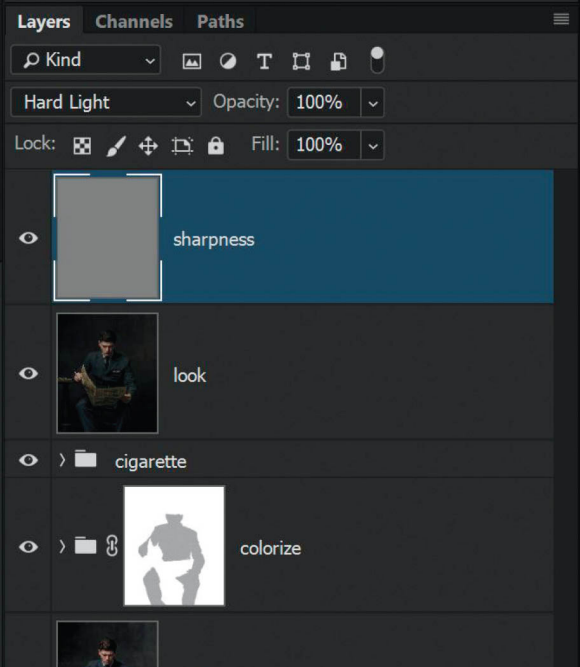 Layers Channels Paths
Kind
Hard Light Opacity: 100%
Lock: Fill: 100%
sharpness
look
cigarette
colorize